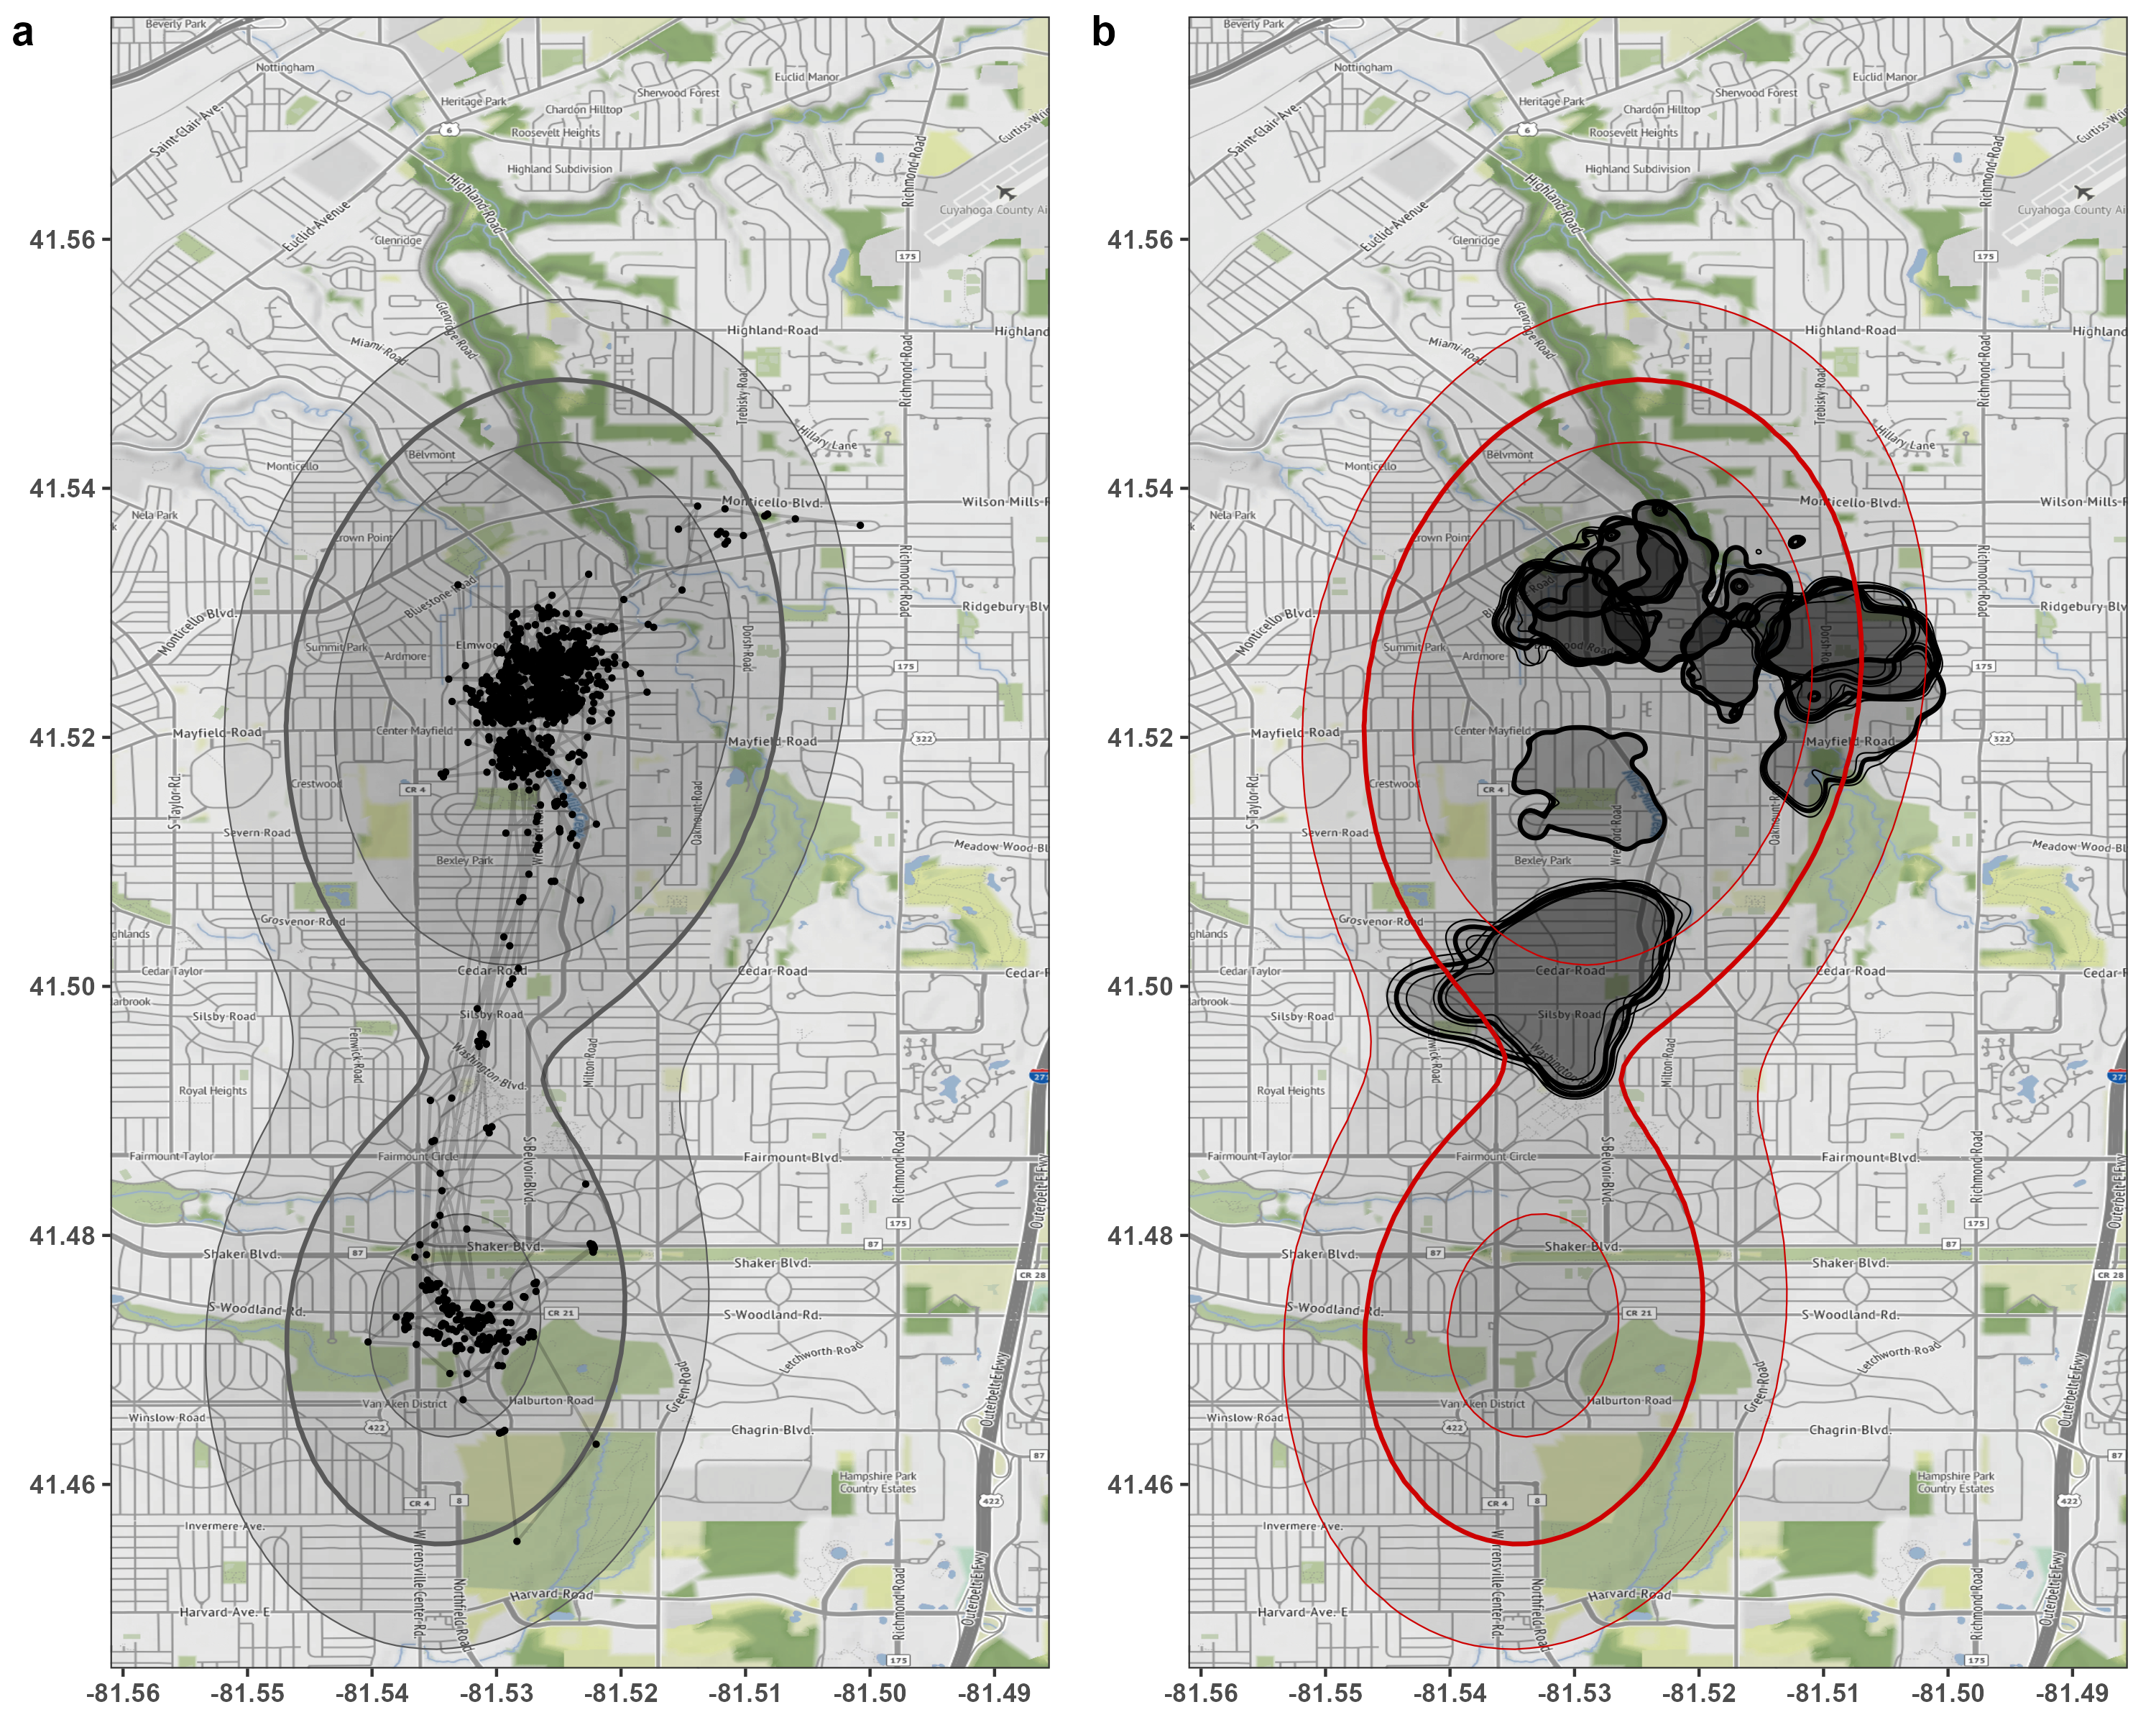 a
Beverly Park
Nottingham
Saint-Clair-Ave.
Heritage Park
6
Chardon Hilltop
Sherwood Forest
Euclid Manor
Roosevelt Heights
Highland Subdivision
Highland-Road
Richmond-Road
Cuyahoga County Ai
Euclid-Avenue
Glenridge
175
41.56
Glenridge-Road
Highland Road
Highland
Miami-Road
Richmond-Road
Trebisky-Road
Hillary Lane
Belvmont
Monticello
41.54
Monticello-Blvd.
Wilson-Mills-R
Nela Park
Crown Point
Bluestone-Road
Richmond-Road
Ridgebury-Blv
Monticello-Blvd.
Summit Park
Ardmore
Elmwoo
Dorsh-Road
175
Mayfield-Road
Center Mayfield
Mayfield-Road
322
41.52
Crestwood
CR 4
S-Taylor-Rd.
Severn-Road
Oakmount-Road
Bexley Park
Meadow-Wood-Bl
Grosvenor-Road
ghlands
Cedar Taylor
Cedar Road
Cedar Road
Cedar-R
41.50
arbrook
Silsby-Road
Silsby Road
Fenwick-Road
Washington-Blvd.
Milton-Road
Royal Heights
271
Fairmount Taylor
Fairmount Circle
Fairmount-Blvd.
S-Belvoir-Blvd.
Richmond-Road
Outerbelt-E-Fwy
175
41.48
Shaker-Blvd.
87
Shaker-Blvd.
87
Shaker-Blvd.
CR 28
S-Woodland-Rd.
CR 21
S-Woodland-Rd.
Letchworth-Road
Green-Road
Van Aken District
Halburton-Road
Winslow-Road
422
Chagrin-Blvd.
Outerbelt-E-Fwy
87
41.46
Hampshire Park
Country Estates
CR 4
8
422
Invermere-Ave.
Warrensville-Center-Rd.
Northfield-Road
Harvard-Road
Richmond-Road
Outerbelt-E-Fwy
Harvard-Ave.-E
175
-81.56
-81.55
-81.54
-81.53
-81.52
-81.51
-81.50
-81.49
b
Beverly Park
Nottingham
Saint-Clair-Ave.
Heritage Park
6
Chardon Hilltop
Sherwood Forest
Euclid Manor
Roosevelt Heights
Highland Subdivision
Highland-Road
Richmond-Road
Cuyahoga County Ai
Euclid-Avenue
Glenridge
175
41.56
Glenridge-Road
Highland Road
Highland
Miami-Road
Richmond-Road
Trebisky-Road
Hillary Lane
Belvmont
Monticello
41.54
Monticello-Blvd.
Wilson-Mills-R
Nela Park
Crown Point
Richmond-Road
Ridgebury-Blv
Monticello-Blvd.
Summit Park
Ardmore
175
Mayfield-Road
Center Mayfield
Mayfield-Road
322
41.52
Crestwood
CR 4
S-Taylor-Rd.
Severn-Road
Bexley Park
Meadow-Wood-Bl
Grosvenor-Road
ghlands
Cedar Taylor
Cedar Road
Cedar Road
Cedar-R
41.50
arbrook
Silsby-Road
Silsby Road
Milton-Road
Royal Heights
271
Fairmount Taylor
Fairmount Circle
Fairmount-Blvd.
S-Belvoir-Blvd.
Richmond-Road
Outerbelt-E-Fwy
175
41.48
Shaker-Blvd.
87
Shaker-Blvd.
87
Shaker-Blvd.
CR 28
S-Woodland-Rd.
CR 21
S-Woodland-Rd.
Letchworth-Road
Green-Road
Van Aken District
Halburton-Road
Winslow-Road
422
Chagrin-Blvd.
Outerbelt-E-Fwy
87
41.46
Hampshire Park
Country Estates
CR 4
8
422
Invermere-Ave.
Warrensville-Center-Rd.
Northfield-Road
Harvard-Road
Richmond-Road
Outerbelt-E-Fwy
Harvard-Ave.-E
175
-81.56
-81.55
-81.54
-81.53
-81.52
-81.51
-81.50
-81.49